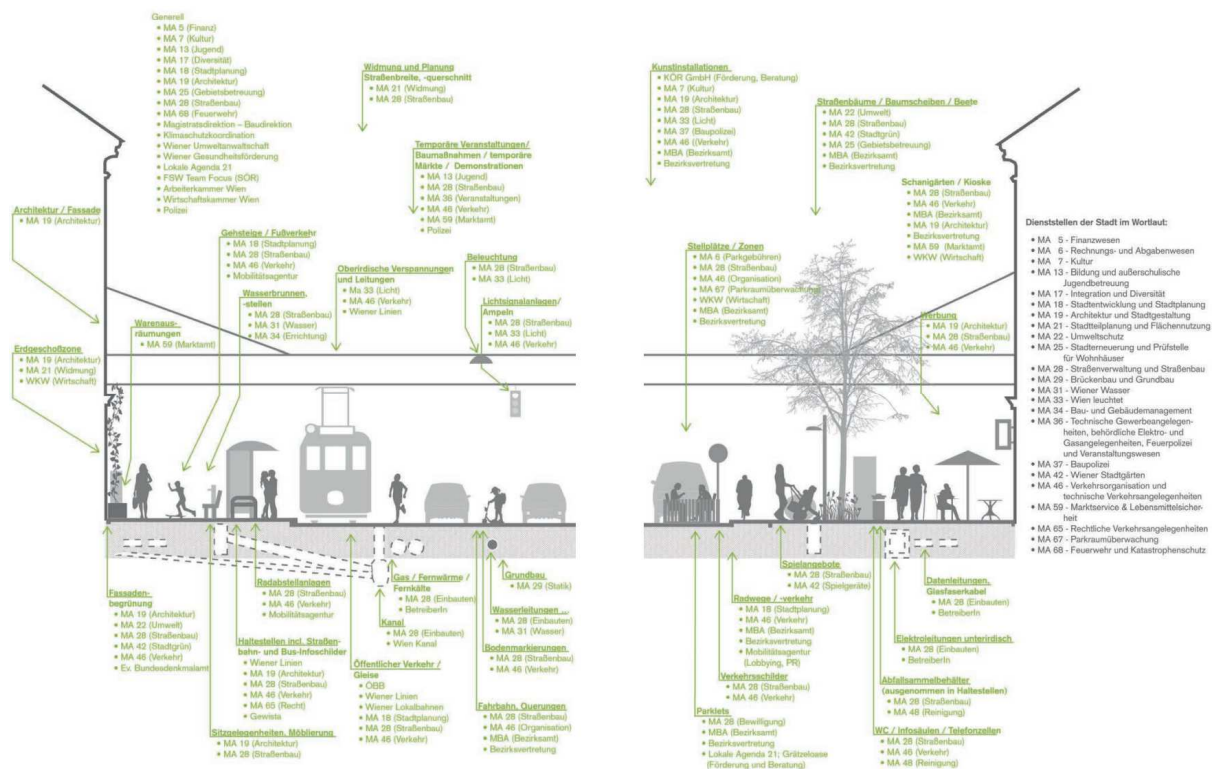 Generell
• MA 5 (Finanz)
• MA 7 (Kultur)
• MA 13 (Jugend)
• MA 17 (Diversität)
• MA 18 (Stadtplanung)
• MA 19 (Architektur)
• MA 25 (Gebietsbetreuung)
• MA 28 (Straßenbau)
• MA 68 (Feuerwehr)
• Magistratsdirektion – Baudirektion
• Klimaschutzkoordination
• Wiener Umweltanwaltschaft
• Wiener Gesundheitsförderung
• Lokale Agenda 21
• FSW Team Focus (SÖR)
• Arbeiterkammer Wien
• Wirtschaftskammer Wien
• Polizei
Widmung und Planung
Straßenbreite, -querschnitt
• MA 21 (Widmung)
• MA 28 (Straßenbau)
Temporäre Veranstaltungen/
Baumaßnahmen / temporäre
Märkte / Demonstrationen
• MA 13 (Jugend)
• MA 28 (Straßenbau)
• MA 36 (Veranstaltungen)
• MA 46 (Verkehr)
• MA 59 (Marktamt)
• Polizei
Architektur / Fassade
• MA 19 (Architektur)
Gehsteige / Fußverkehr
• MA 18 (Stadtplanung)
• MA 28 (Straßenbau)
• MA 46 (Verkehr)
• Mobilitätsagentur
Wasserbrunnen,
-stellen
• MA 28 (Straßenbau)
• MA 31 (Wasser)
• MA 34 (Errichtung)
Oberirdische Verspannungen
und Leitungen
• Ma 33 (Licht)
• MA 46 (Verkehr)
• Wiener Linien
Beleuchtung
• MA 28 (Straßenbau)
• MA 33 (Licht)
Lichtsignalanlagen/
Ampeln
• MA 28 (Straßenbau)
• MA 33 (Licht)
• MA 46 (Verkehr)
Warenaus-
räumungen
• MA 59 (Marktamt)
Erdgeschoßzone
• MA 19 (Architektur)
• MA 21 (Widmung)
• WKW (Wirtschaft)
Kunstinstallationen
• KÖR GmbH (Förderung, Beratung)
• MA 7 (Kultur)
• MA 19 (Architektur)
• MA 28 (Straßenbau)
• MA 33 (Licht)
• MA 37 (Baupolizei)
• MA 46 ((Verkehr)
• MBA (Bezirksamt)
• Bezirksvertretung
Straßenbäume / Baumscheiben / Beete
• MA 22 (Umwelt)
• MA 28 (Straßenbau)
• MA 42 (Stadtgrün)
• MA 25 (Gebietsbetreuung)
• MBA (Bezirksamt)
• Bezirksvertretung
Schanigärten / Kioske
• MA 28 (Straßenbau)
• MA 46 (Verkehr)
• MBA (Bezirksamt)
• MA 19 (Architektur)
• Bezirksvertretung
• MA 59 (Marktamt)
• WKW (Wirtschaft)
Stellplätze / Zonen
• MA 6 (Parkgebühren)
• MA 28 (Straßenbau)
• MA 46 (Organisation)
• MA 67 (Parkraumüberwachung)
• WKW (Wirtschaft)
• MBA (Bezirksamt)
• Bezirksvertretung
Werbung
• MA 19 (Architektur)
• MA 28 (Straßenbau)
• MA 46 (Verkehr)
Dienststellen der Stadt im Wortlaut:
• MA 5 - Finanzwesen
• MA 6 - Rechnungs- und Abgabenwesen
• MA 7 - Kultur
• MA 13 - Bildung und außerschulische
Jugendbetreuung
• MA 17 - Integration und Diversität
• MA 18 - Stadtentwicklung und Stadtplanung
• MA 19 - Architektur und Stadtgestaltung
• MA 21 - Stadtteilplanung und Flächennutzung
• MA 22 - Umweltschutz
• MA 25 - Stadterneuerung und Prüfstelle
für Wohnhäuser
• MA 28 - Straßenverwaltung und Straßenbau
• MA 29 - Brückenbau und Grundbau
• MA 31 - Wiener Wasser
• MA 33 - Wien leuchtet
• MA 34 - Bau- und Gebäudemanagement
• MA 36 - Technische Gewerbeangelegen-
heiten, behördliche Elektro- und
Gasangelegenheiten, Feuerpolizei
und Veranstaltungswesen
• MA 37 - Baupolizei
• MA 42 - Wiener Stadtgärten
• MA 46 - Verkehrsorganisation und
technische Verkehrsangelegenheiten
• MA 59 - Marktservice & Lebensmittelsicher-
heit
• MA 65 - Rechtliche Verkehrsangelegenheiten
• MA 67 - Parkraumüberwachung
• MA 68 - Feuerwehr und Katastrophenschutz
Fassaden-
begrünung
• MA 19 (Architektur)
• MA 22 (Umwelt)
• MA 28 (Straßenbau)
• MA 42 (Stadtgrün)
• MA 46 (Verkehr)
• Ev. Bundesdenkmalamt
Radabstellanlagen
• MA 28 (Straßenbau)
• MA 46 (Verkehr)
• Mobilitätsagentur
Haltestellen incl. Straßen-
bahn- und Bus-Infoschilder
• Wiener Linien
• MA 19 (Architektur)
• MA 28 (Straßenbau)
• MA 46 (Verkehr)
• MA 65 (Recht)
• Gewista
Sitzgelegenheiten, Möblierung
• MA 19 (Architektur)
• MA 28 (Straßenbau)
Gas / Fernwärme /
Fernkälte
• MA 28 (Einbauten)
• BetreiberIn
Kanal
• MA 28 (Einbauten)
• Wien Kanal
Öffentlicher Verkehr /
Gleise
• ÖBB
• Wiener Linien
• Wiener Lokalbahnen
• MA 18 (Stadtplanung)
• MA 28 (Straßenbau)
• MA 46 (Verkehr)
Grundbau
• MA 29 (Statik)
Wasserleitungen ...
• MA 28 (Einbauten)
• MA 31 (Wasser)
Bodenmarkierungen
• MA 28 (Straßenbau)
• MA 46 (Verkehr)
Fahrbahn, Querungen
• MA 28 (Straßenbau)
• MA 46 (Organisation)
• MBA (Bezirksamt)
• Bezirksvertretung
Spielangebote
• MA 28 (Straßenbau)
• MA 42 (Spielgeräte)
Radwege / -verkehr
• MA 18 (Stadtplanung)
• MA 46 (Verkehr)
• MBA (Bezirksamt)
• Bezirksvertretung
• Mobilitätsagentur
(Lobbying, PR)
Verkehrsschilder
• MA 28 (Straßenbau)
• MA 46 (Verkehr)
Parklets
• MA 28 (Bewilligung)
• MBA (Bezirksamt)
• Bezirksvertretung
• Lokale Agenda 21; Grätzeloase
(Förderung und Beratung)
Datenleitungen,
Glasfaserkabel
• MA 28 (Einbauten)
• BetreiberIn
Elektroleitungen unterirdisch
• MA 28 (Einbauten)
• BetreiberIn
Abfallsammelbehälter
(ausgenommen in Haltestellen)
• MA 28 (Straßenbau)
• MA 48 (Reinigung)
WC / Infosäulen / Telefonzellen
• MA 28 (Straßenbau)
• MA 46 (Verkehr)
• MA 48 (Reinigung)